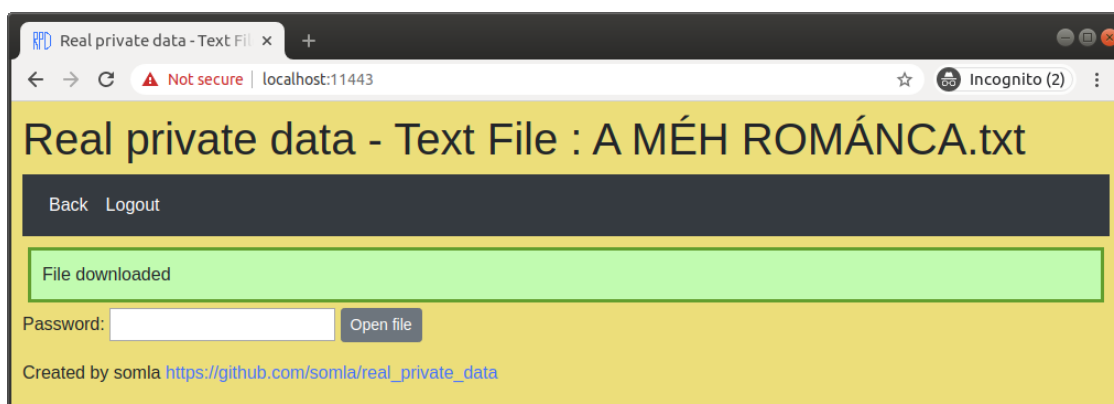 RPD Real private data - Text Fil
Not secure localhost:11443 Incognito (2)
Real private data - Text File : A MÉH ROMÁNCA.txt
Back Logout
File downloaded
Password: Open file
Created by somla https://github.com/somla/real_private_data